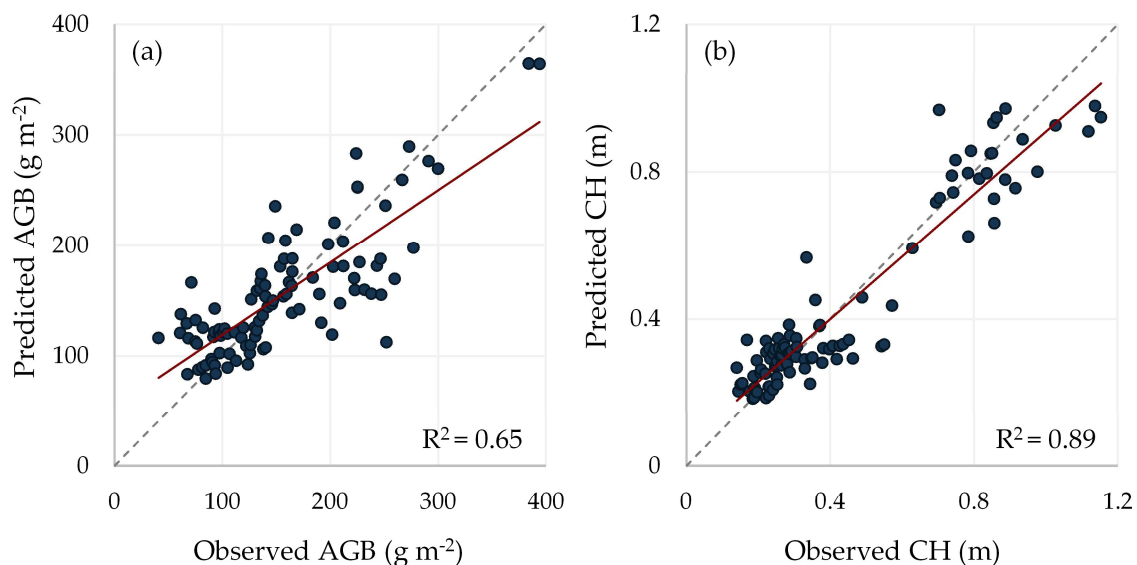 (a)
Predicted AGB (g m⁻²)
400
300
200
100
0
0 100 200 300 400
Observed AGB (g m⁻²)
R² = 0.65
(b)
Predicted CH (m)
1.2
0.8
0.4
0
0 0.4 0.8 1.2
Observed CH (m)
R² = 0.89